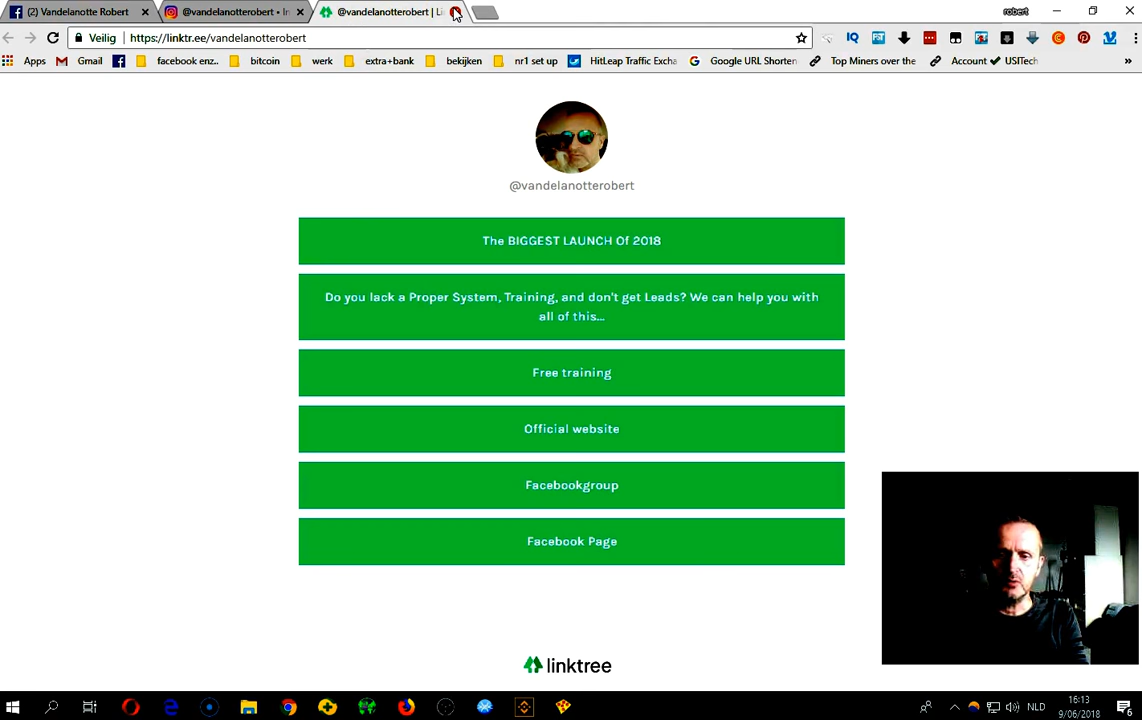 (2) Vandelanotte Robert
@vandelanotterobert • In
@vandelanotterobert | Li
robert
Veilig
https://linktr.ee/vandelanotterobert
Apps
Gmail
facebook enz..
bitcoin
werk
extra+bank
bekijken
nr1 set up
HitLeap Traffic Excha
Google URL Shorten
Top Miners over the
Account ✔ USITech
»
@vandelanotterobert
The BIGGEST LAUNCH Of 2018
Do you lack a Proper System, Training, and don't get Leads? We can help you with
all of this...
Free training
Official website
Facebookgroup
Facebook Page
linktree
NLD
16:13
9/06/2018